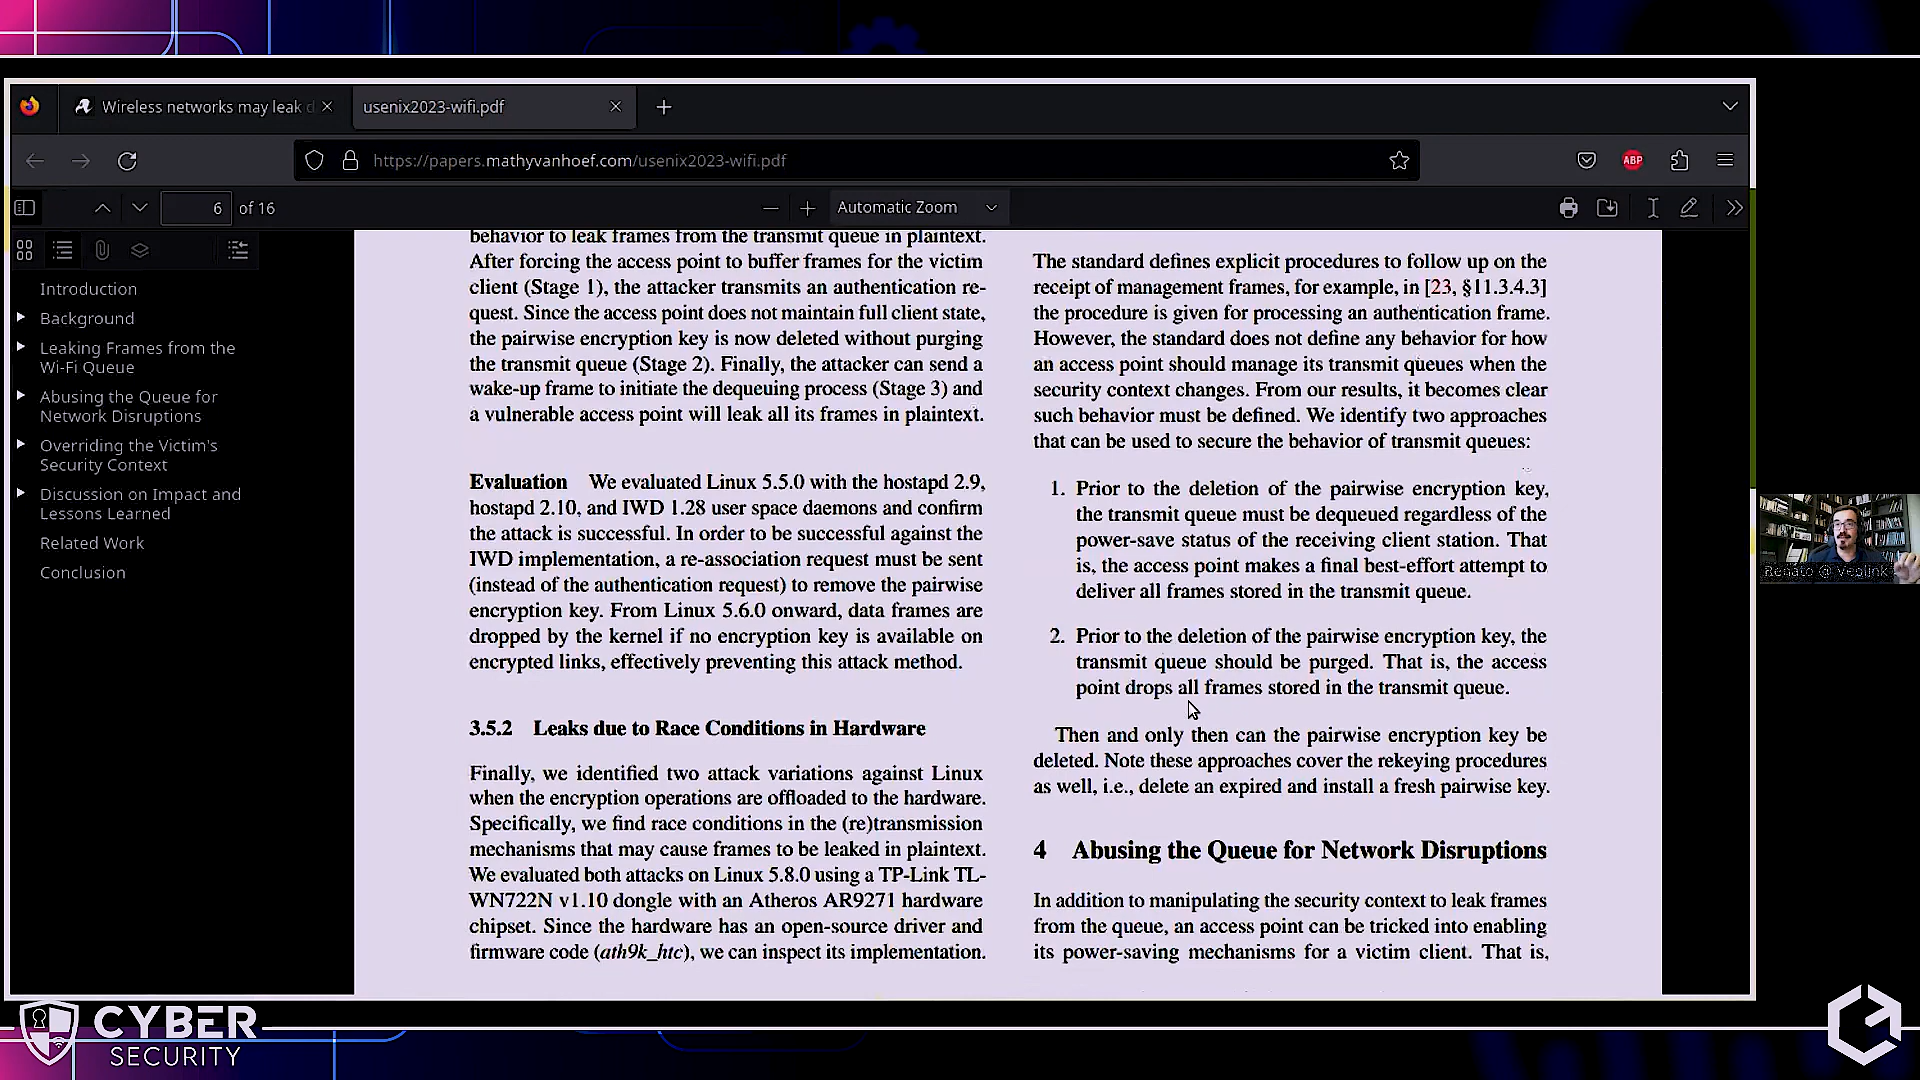 Wireless networks may leak d
usenix2023-wifi.pdf
https://papers.mathyvanhoef.com/usenix2023-wifi.pdf
ABP
6 of 16
Automatic Zoom
Introduction
Background
Leaking Frames from the
Wi-Fi Queue
Abusing the Queue for
Network Disruptions
Overriding the Victim's
Security Context
Discussion on Impact and
Lessons Learned
Related Work
Conclusion
behavior to leak frames from the transmit queue in plaintext.
After forcing the access point to buffer frames for the victim
client (Stage 1), the attacker transmits an authentication re-
quest. Since the access point does not maintain full client state,
the pairwise encryption key is now deleted without purging
the transmit queue (Stage 2). Finally, the attacker can send a
wake-up frame to initiate the dequeuing process (Stage 3) and
a vulnerable access point will leak all its frames in plaintext.
Evaluation We evaluated Linux 5.5.0 with the hostapd 2.9,
hostapd 2.10, and IWD 1.28 user space daemons and confirm
the attack is successful. In order to be successful against the
IWD implementation, a re-association request must be sent
(instead of the authentication request) to remove the pairwise
encryption key. From Linux 5.6.0 onward, data frames are
dropped by the kernel if no encryption key is available on
encrypted links, effectively preventing this attack method.
3.5.2 Leaks due to Race Conditions in Hardware
Finally, we identified two attack variations against Linux
when the encryption operations are offloaded to the hardware.
Specifically, we find race conditions in the (re)transmission
mechanisms that may cause frames to be leaked in plaintext.
We evaluated both attacks on Linux 5.8.0 using a TP-Link TL-
WN722N v1.10 dongle with an Atheros AR9271 hardware
chipset. Since the hardware has an open-source driver and
firmware code (ath9k_htc), we can inspect its implementation.
The standard defines explicit procedures to follow up on the
receipt of management frames, for example, in [23, §11.3.4.3]
the procedure is given for processing an authentication frame.
However, the standard does not define any behavior for how
an access point should manage its transmit queues when the
security context changes. From our results, it becomes clear
such behavior must be defined. We identify two approaches
that can be used to secure the behavior of transmit queues:
1. Prior to the deletion of the pairwise encryption key,
the transmit queue must be dequeued regardless of the
power-save status of the receiving client station. That
is, the access point makes a final best-effort attempt to
deliver all frames stored in the transmit queue.
2. Prior to the deletion of the pairwise encryption key, the
transmit queue should be purged. That is, the access
point drops all frames stored in the transmit queue.
Then and only then can the pairwise encryption key be
deleted. Note these approaches cover the rekeying procedures
as well, i.e., delete an expired and install a fresh pairwise key.
4 Abusing the Queue for Network Disruptions
In addition to manipulating the security context to leak frames
from the queue, an access point can be tricked into enabling
its power-saving mechanisms for a victim client. That is,
Renato @ Veolink
CYBER
SECURITY